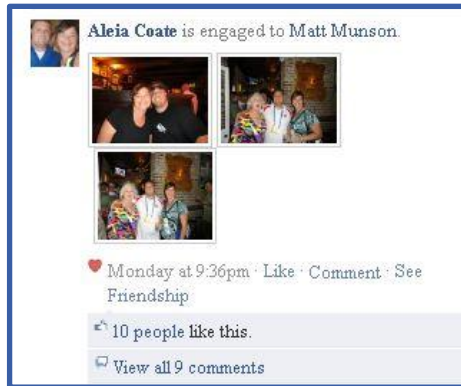 Aleia Coate is engaged to Matt Munson.
Monday at 9:36pm · Like · Comment · See
Friendship
10 people like this.
View all 9 comments